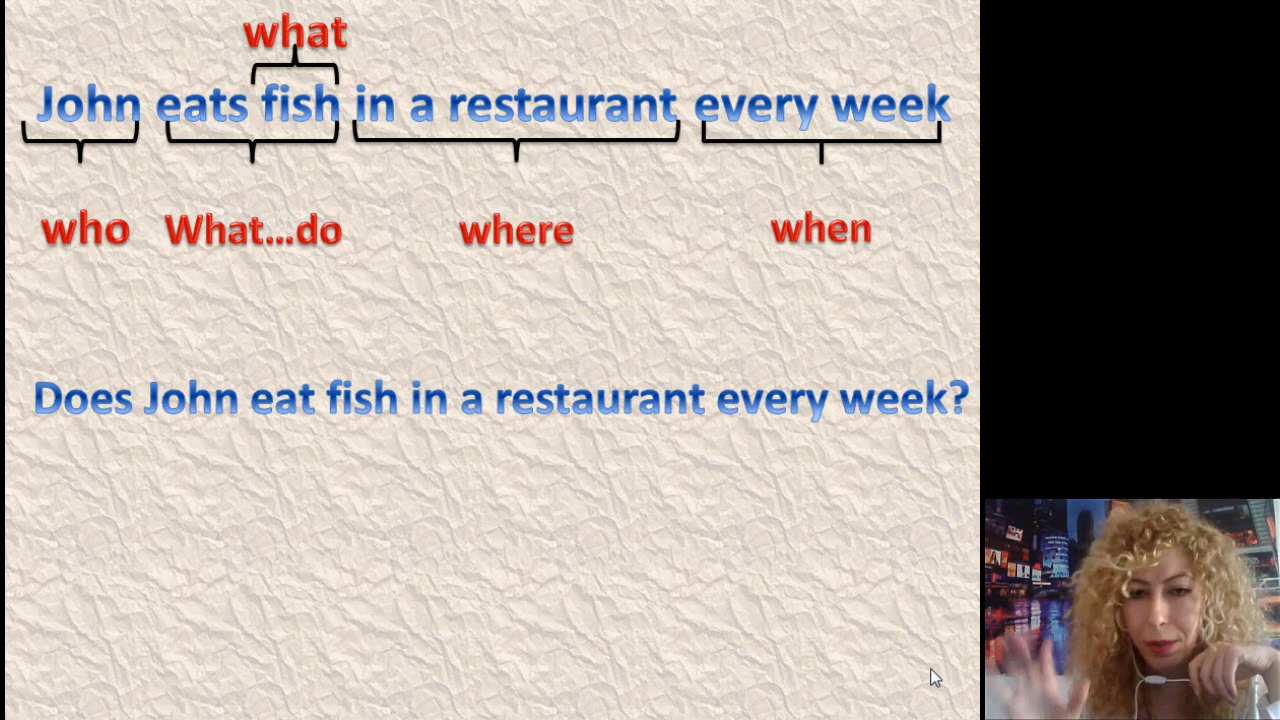 what
John eats fish in a restaurant every week
who What...do where when
Does John eat fish in a restaurant every week?